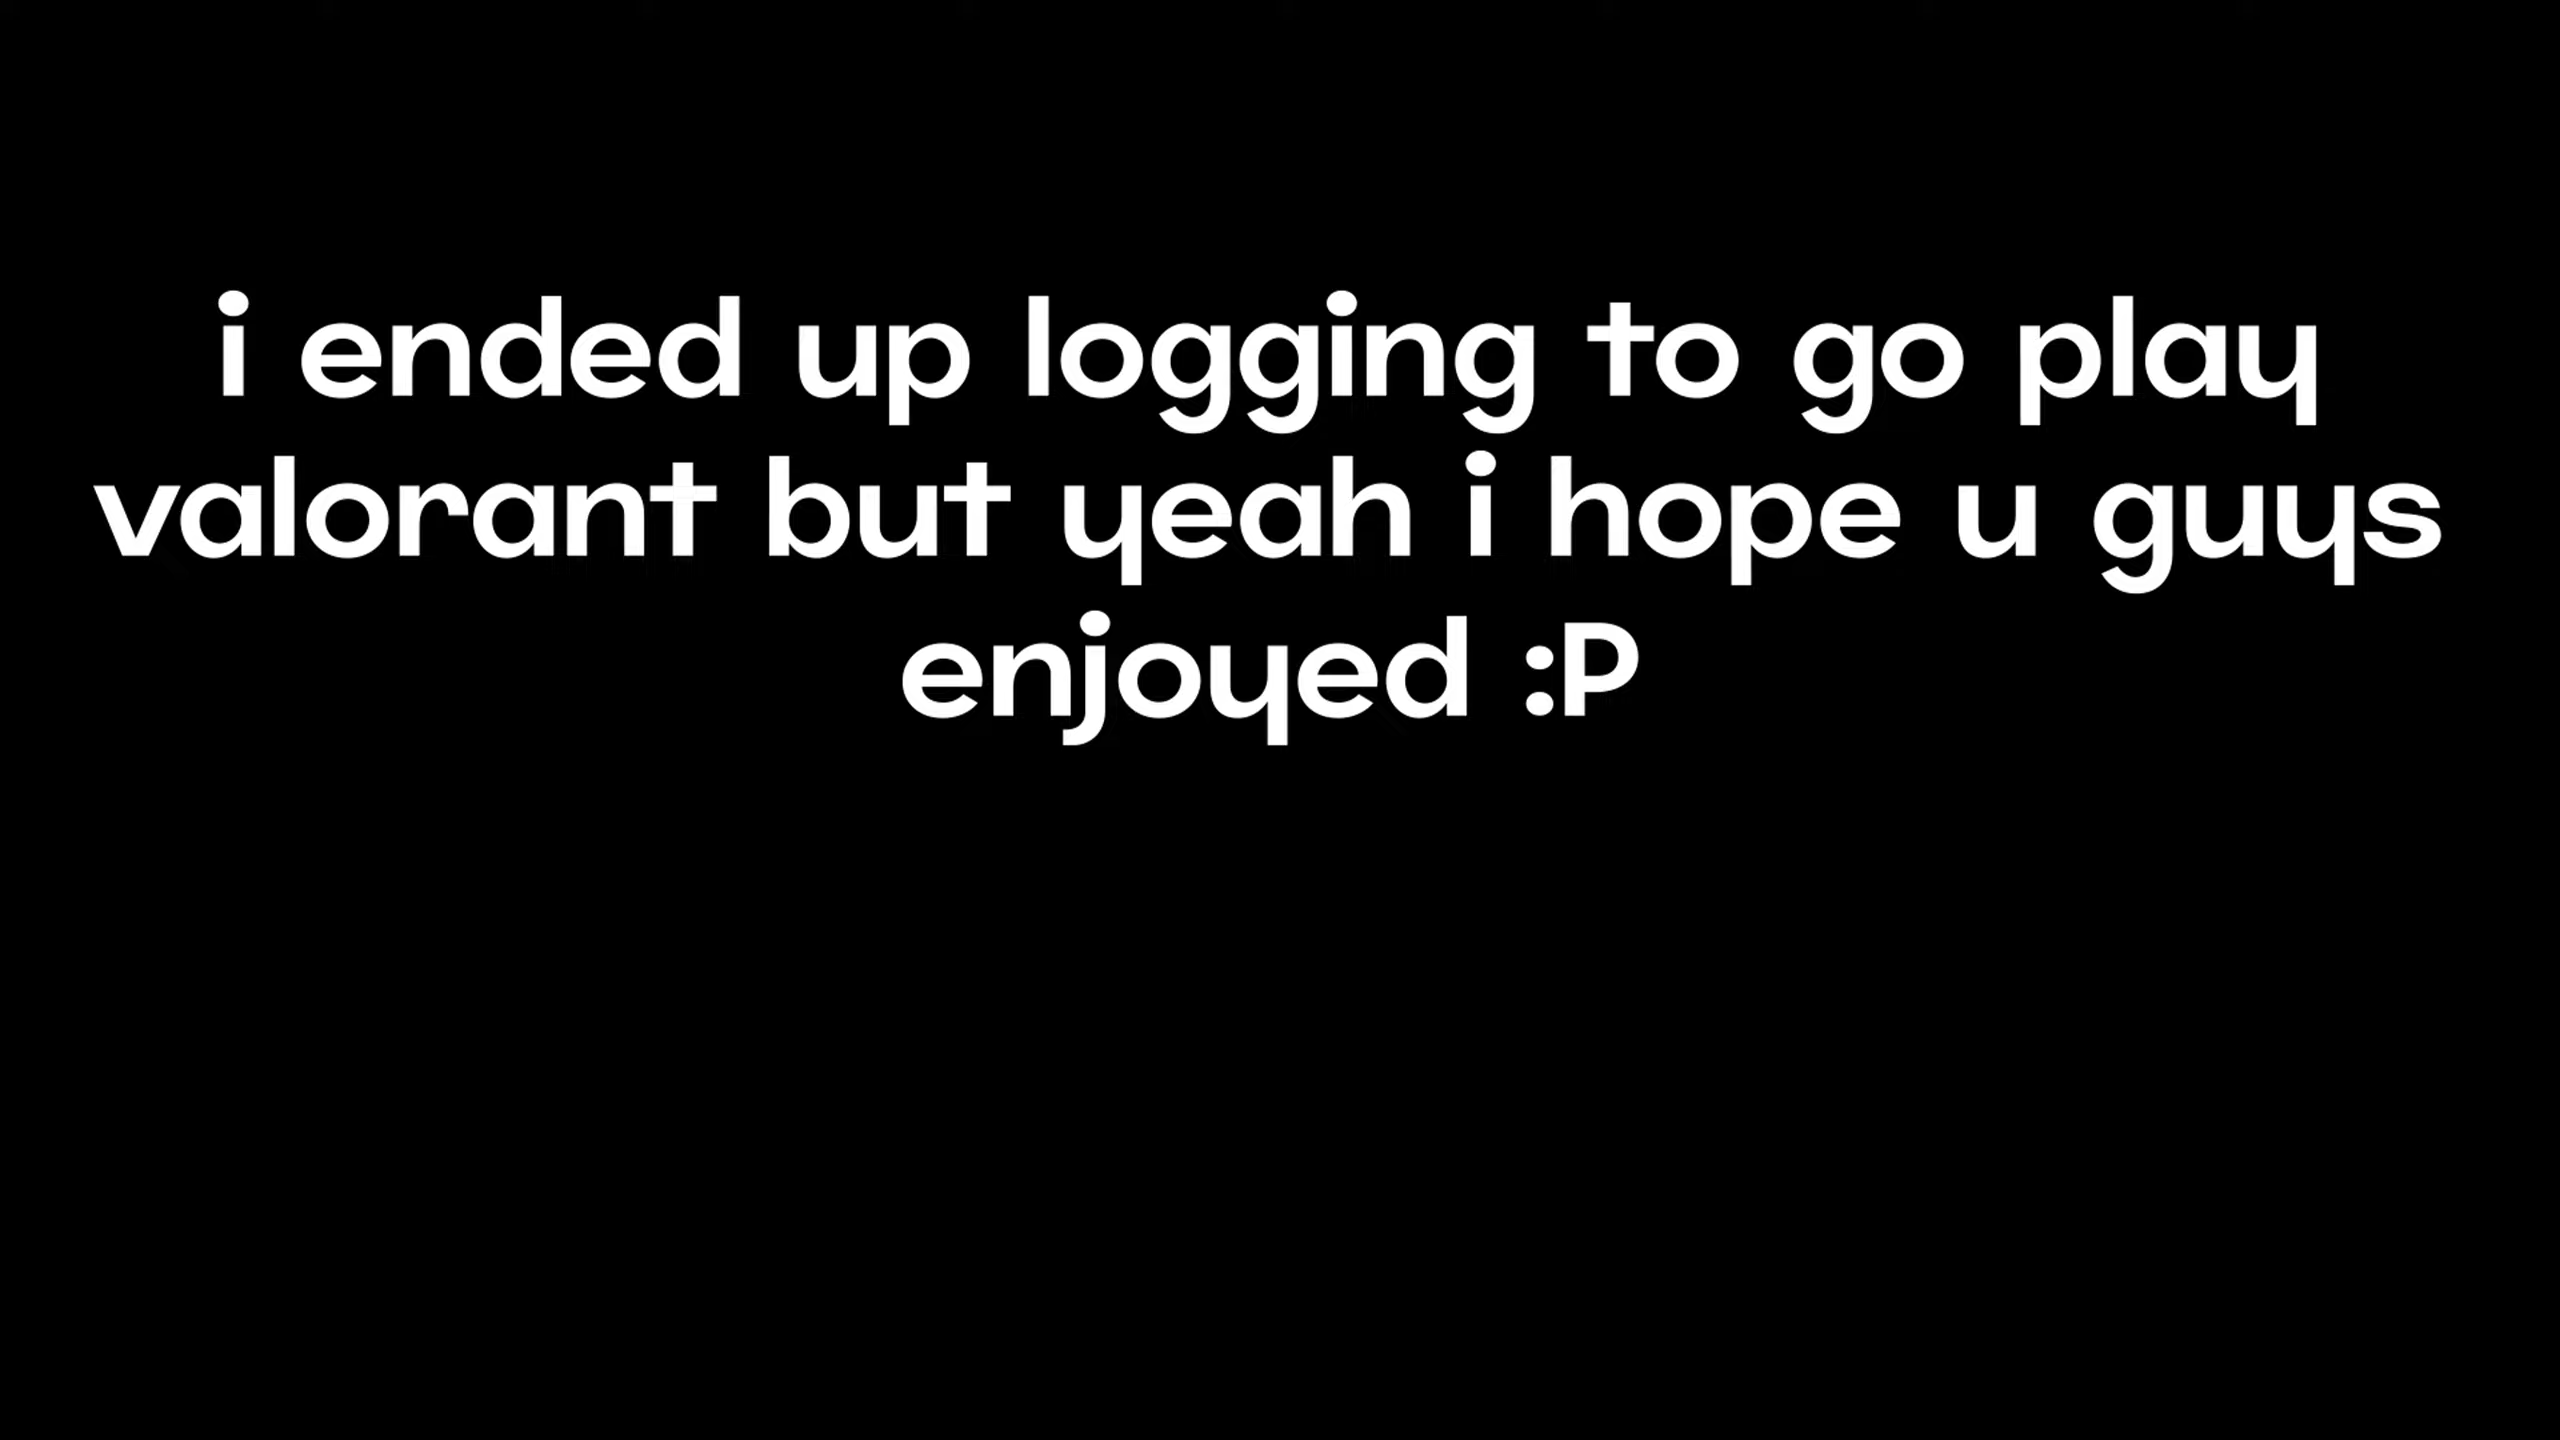 i ended up logging to go play
valorant but yeah i hope u guys
enjoyed :P